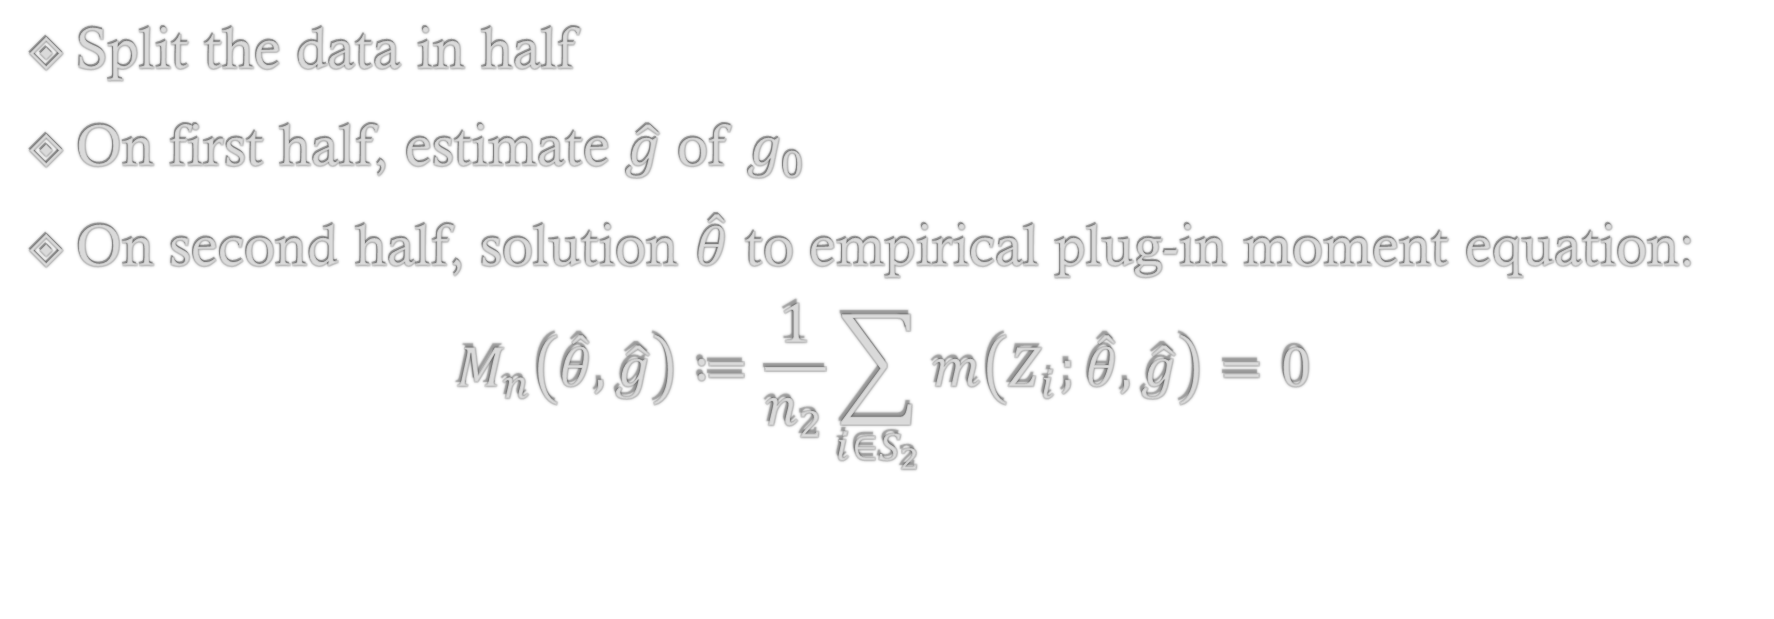 ❖ Split the data in half
❖ On first half, estimate ĝ of g₀
❖ On second half, solution θ̂ to empirical plug-in moment equation:
Mₙ(θ̂, ĝ) := 1/n₂ ∑_{i∈S₂} m(Zᵢ; θ̂, ĝ) = 0